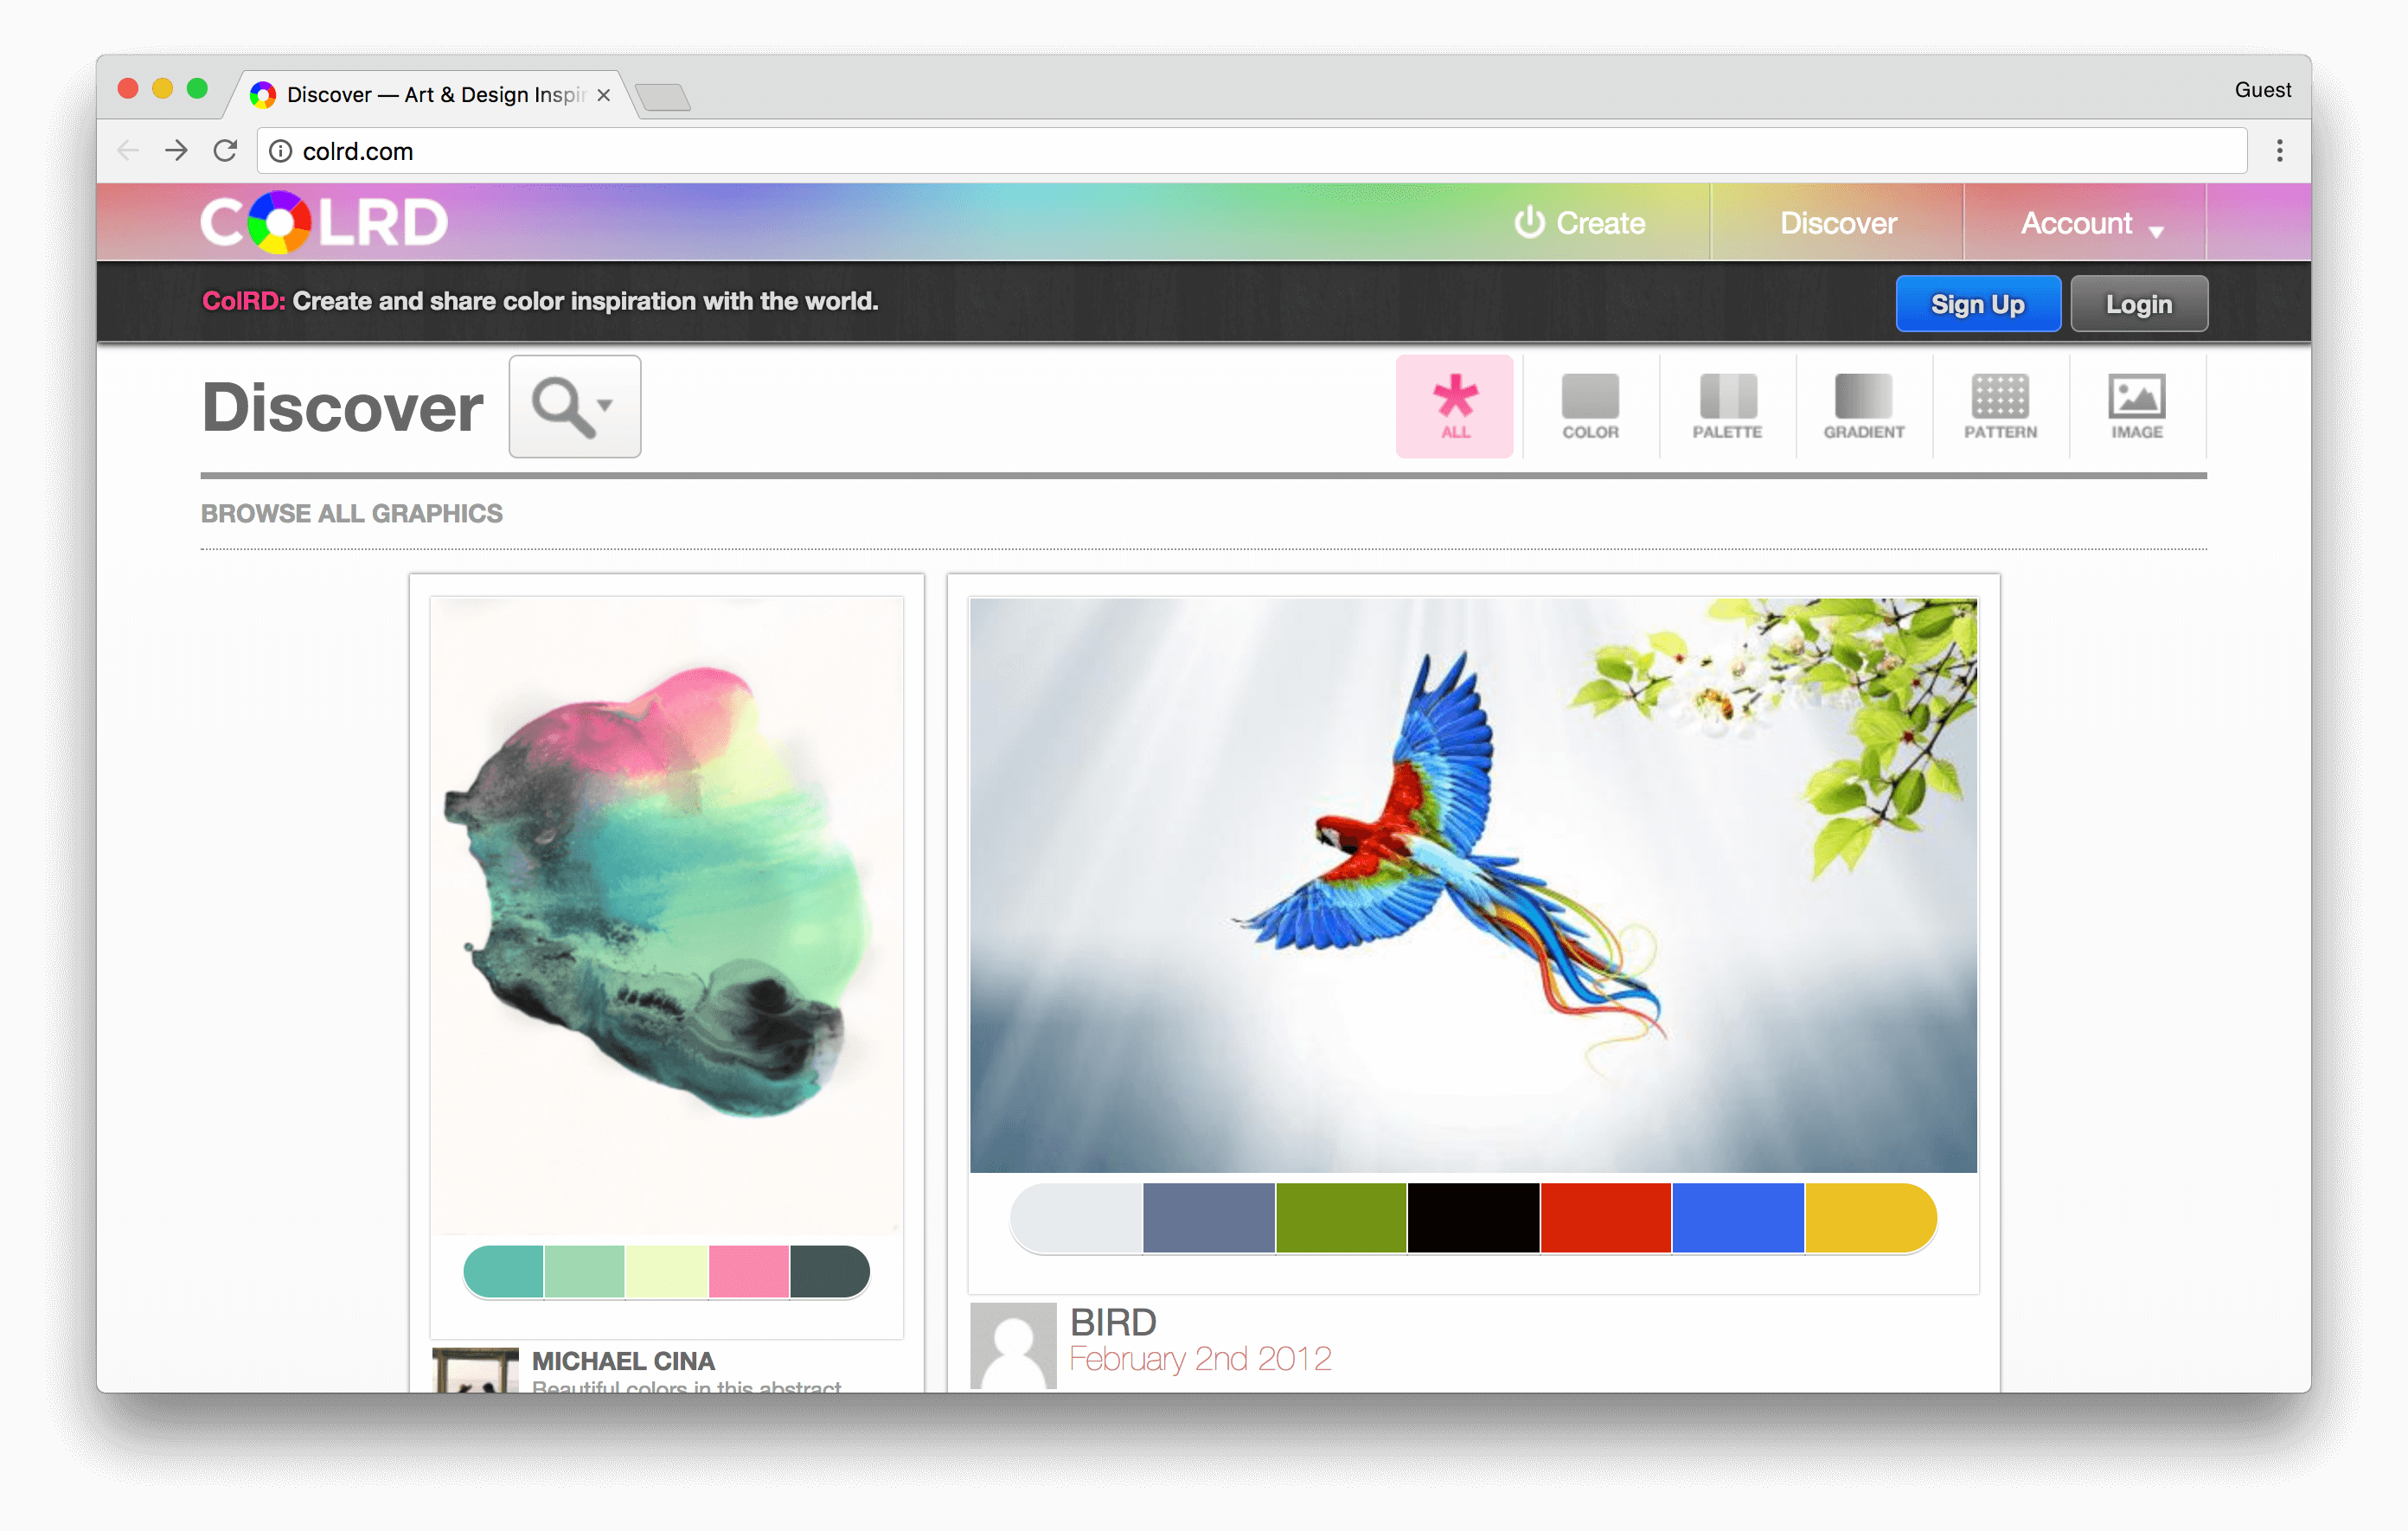 Discover — Art & Design Inspir
Guest
colrd.com
COLRD
Create
Discover
Account
ColRD: Create and share color inspiration with the world.
Sign Up
Login
Discover
ALL
COLOR
PALETTE
GRADIENT
PATTERN
IMAGE
BROWSE ALL GRAPHICS
MICHAEL CINA
Beautiful colors in this abstract
BIRD
February 2nd 2012